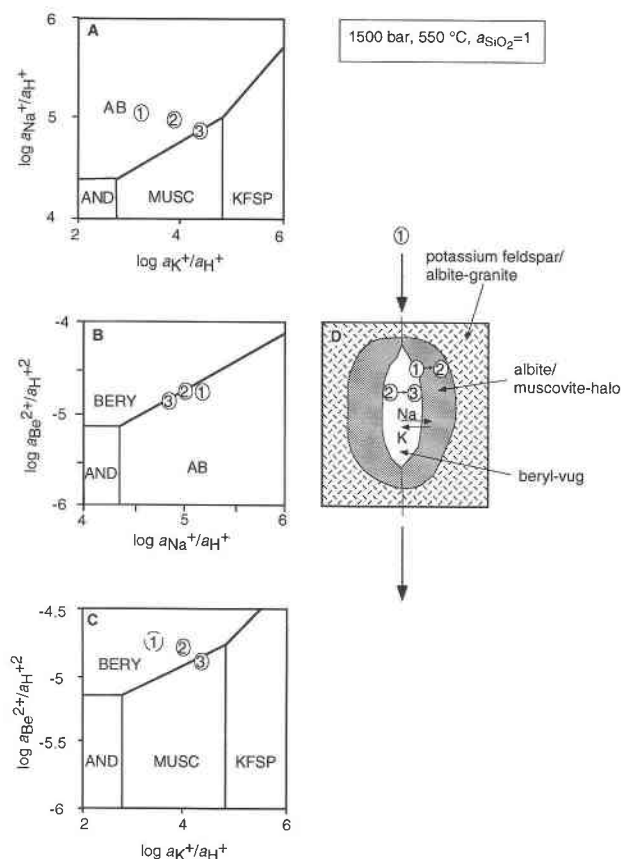 1500 bar, 550 °C, aSiO2=1
6
A
log aNa+/aH+
5
AB
1
2
3
AND
MUSC
KFSP
4
2
4
6
log aK+/aH+
-4
B
log aBe2+/aH+2
BERY
3
2
1
-5
AND
AB
-6
4
5
6
log aNa+/aH+
1
potassium feldspar/
albite-granite
D
1
2
2
3
albite/
muscovite-halo
Na
K
beryl-vug
-4.5
C
1
2
3
log aBe2+/aH+2
BERY
-5
-5.5
AND
MUSC
KFSP
-6
2
4
6
log aK+/aH+